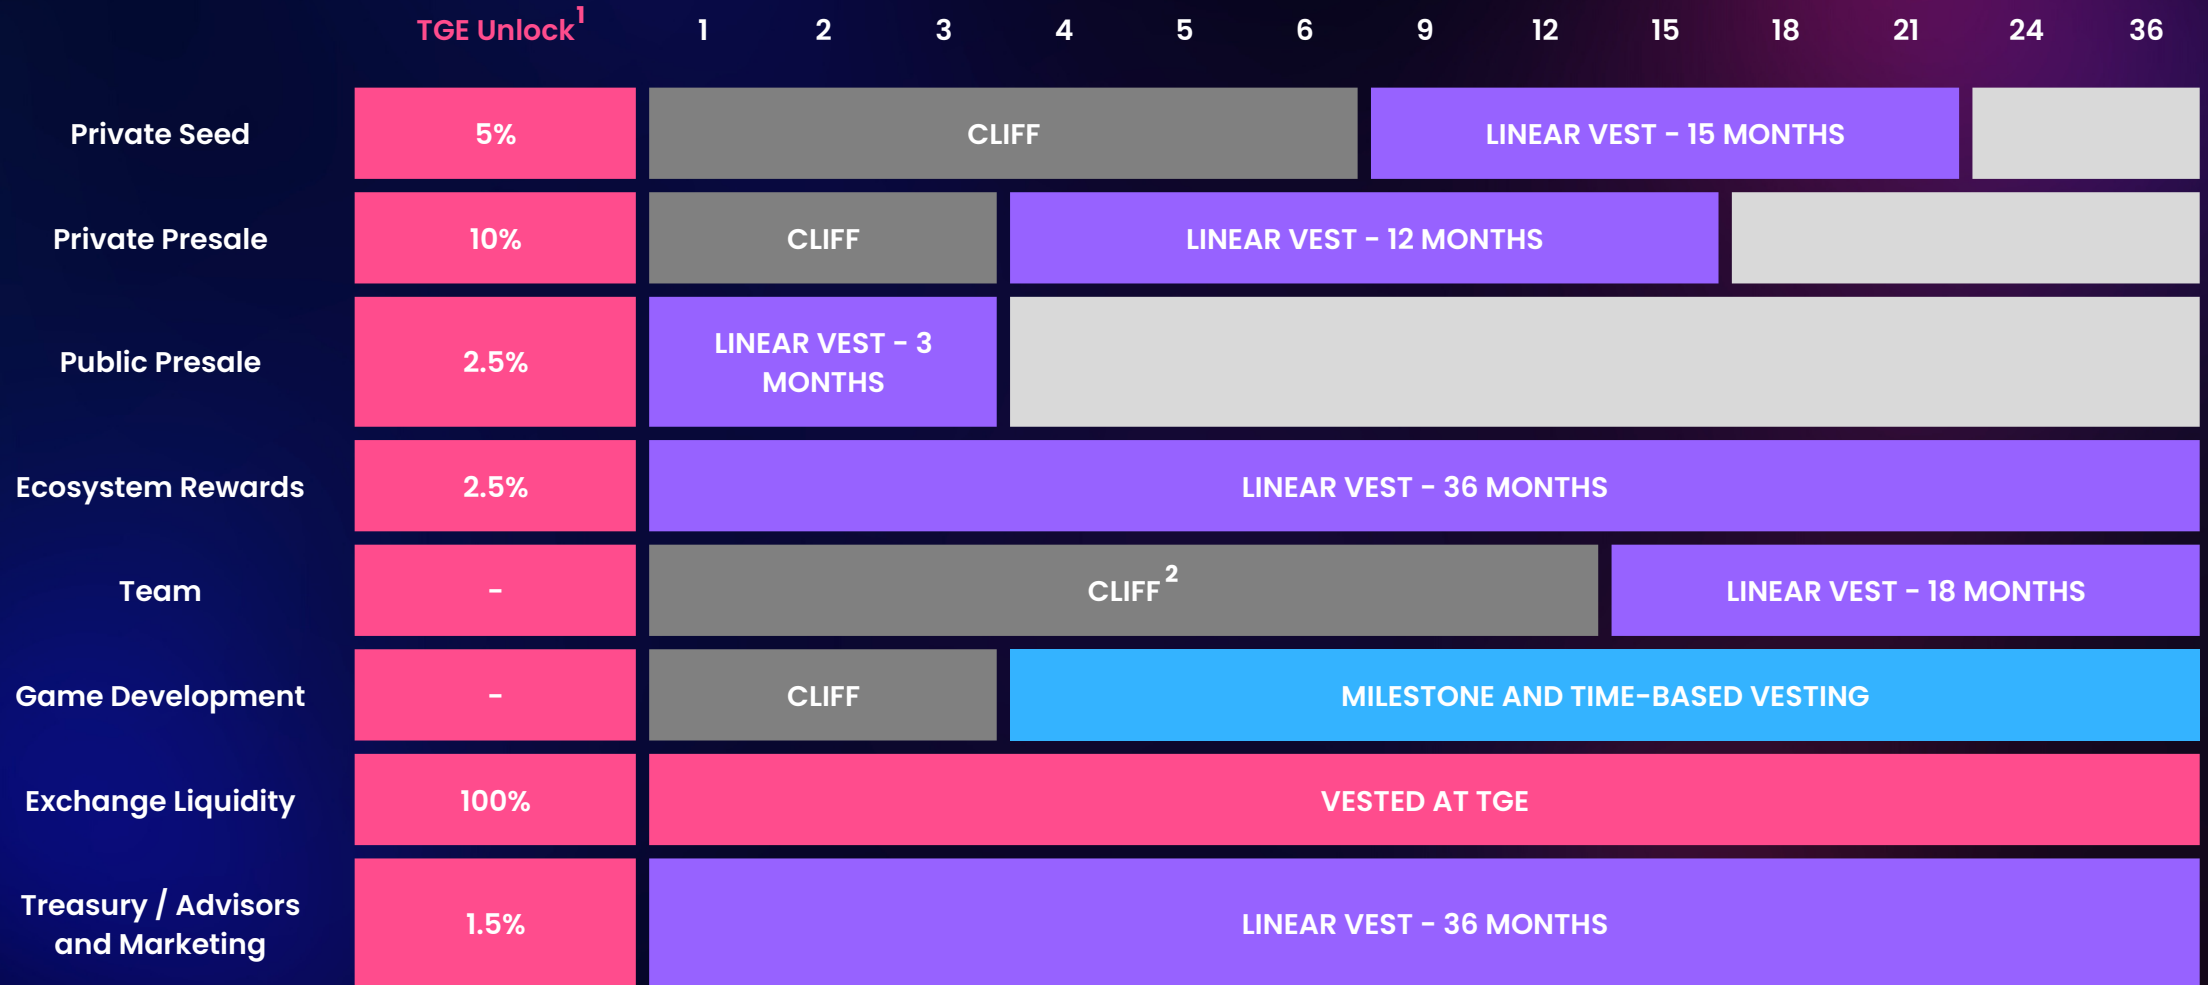 TGE Unlock1 1 2 3 4 5 6 9 12 15 18 21 24 36
Private Seed 5% CLIFF LINEAR VEST - 15 MONTHS
Private Presale 10% CLIFF LINEAR VEST - 12 MONTHS
Public Presale 2.5% LINEAR VEST - 3
MONTHS
Ecosystem Rewards 2.5% LINEAR VEST - 36 MONTHS
Team - CLIFF2 LINEAR VEST - 18 MONTHS
Game Development - CLIFF MILESTONE AND TIME-BASED VESTING
Exchange Liquidity 100% VESTED AT TGE
Treasury / Advisors
and Marketing 1.5% LINEAR VEST - 36 MONTHS